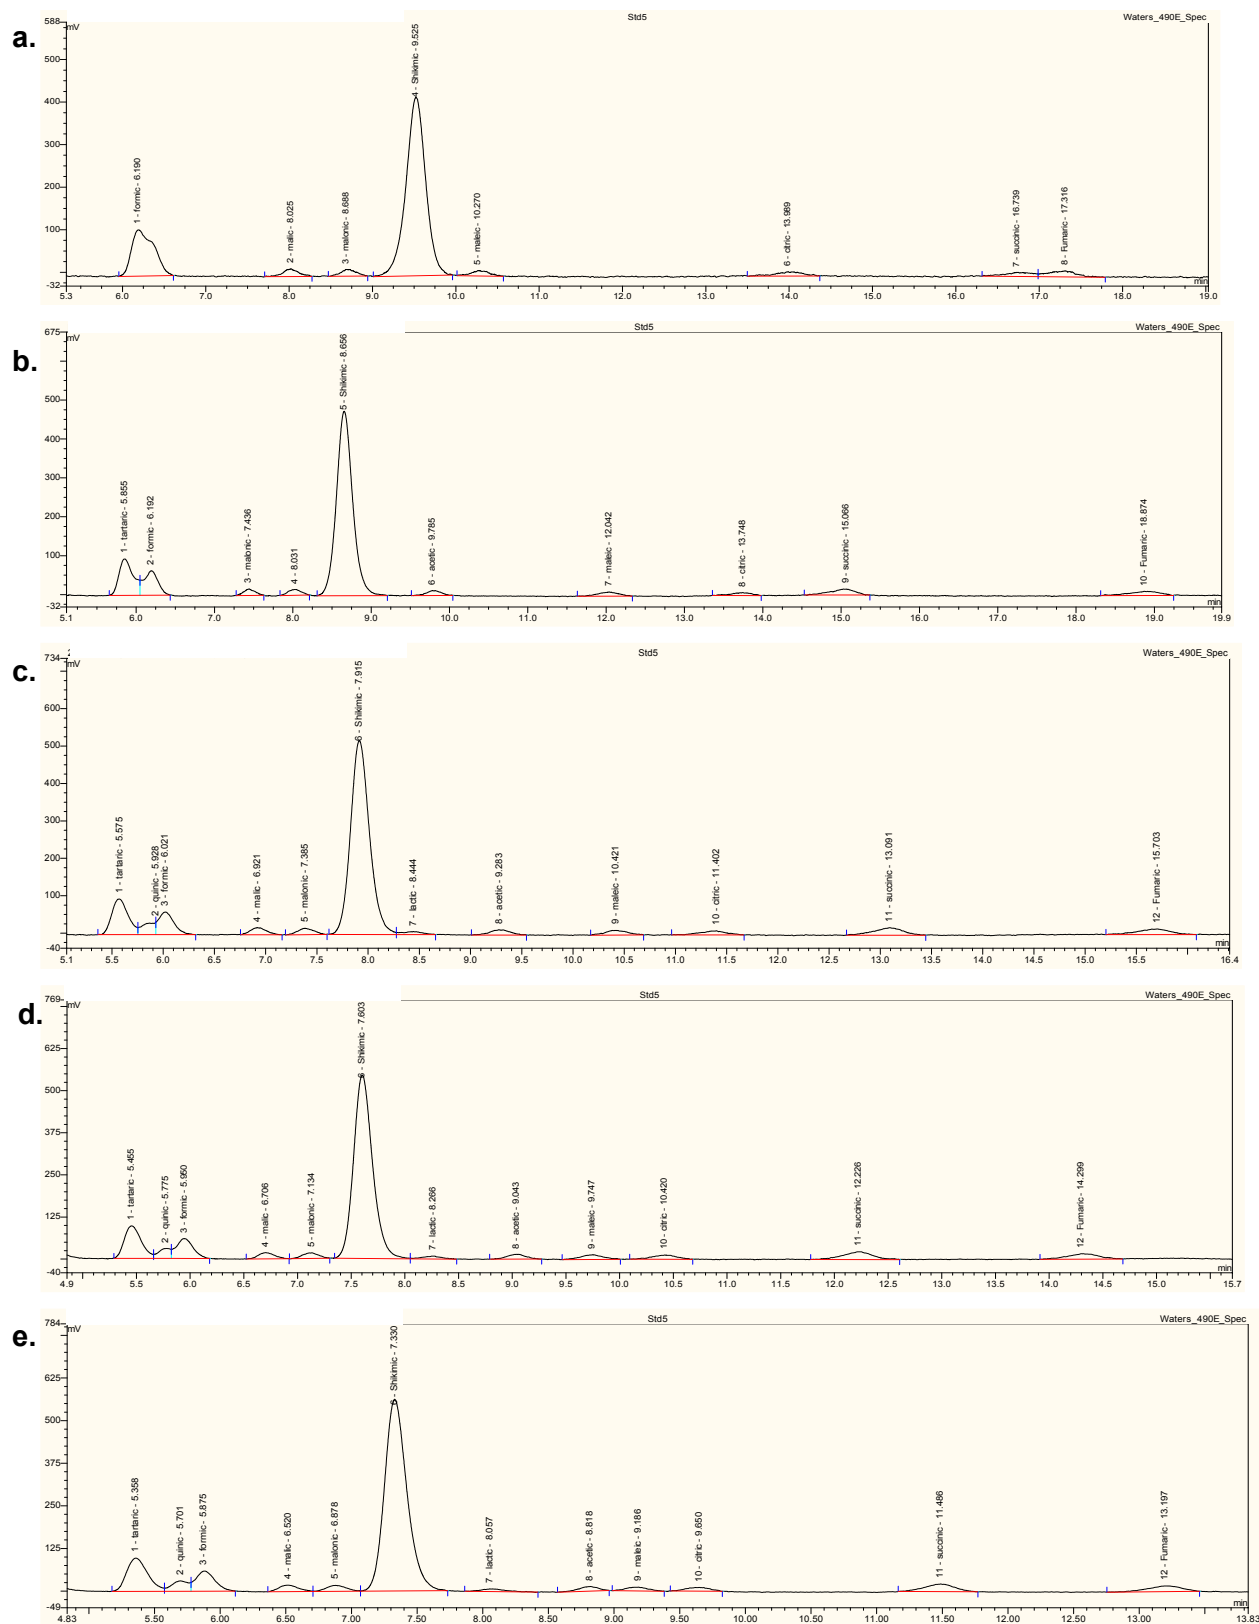 a.
Std5 Waters_490E_Spec
588 mV
500
400
300
200
100
-32
1 - formic - 6.190
2 - malic - 8.025
3 - malonic - 8.688
4 - Shikimic - 9.525
5 - maleic - 10.270
6 - citric - 13.989
7 - succinic - 16.739
8 - Fumaric - 17.316
min
5.3 6.0 7.0 8.0 9.0 10.0 11.0 12.0 13.0 14.0 15.0 16.0 17.0 18.0 19.0
b.
Std5 Waters_490E_Spec
675 mV
500
400
300
200
100
-32
1 - tartaric - 5.855
2 - formic - 6.192
3 - malonic - 7.436
4 - 8.031
5 - Shikimic - 8.656
6 - acetic - 9.785
7 - maleic - 12.042
8 - citric - 13.748
9 - succinic - 15.066
10 - Fumaric - 18.874
min
5.1 6.0 7.0 8.0 9.0 10.0 11.0 12.0 13.0 14.0 15.0 16.0 17.0 18.0 19.0 19.9
c.
Std5 Waters_490E_Spec
734 mV
600
500
400
300
200
100
-40
1 - tartaric - 5.575
2 - quinic - 5.928
3 - formic - 6.021
4 - malic - 6.921
5 - malonic - 7.385
6 - Shikimic - 7.915
7 - lactic - 8.444
8 - acetic - 9.283
9 - maleic - 10.421
10 - citric - 11.402
11 - succinic - 13.091
12 - Fumaric - 15.703
min
5.1 5.5 6.0 6.5 7.0 7.5 8.0 8.5 9.0 9.5 10.0 10.5 11.0 11.5 12.0 12.5 13.0 13.5 14.0 14.5 15.0 15.5 16.4
d.
Std5 Waters_490E_Spec
769 mV
625
500
375
250
125
-40
1 - tartaric - 5.455
2 - quinic - 5.775
3 - formic - 5.950
4 - malic - 6.706
5 - malonic - 7.134
6 - Shikimic - 7.603
7 - lactic - 8.266
8 - acetic - 9.043
9 - maleic - 9.747
10 - citric - 10.420
11 - succinic - 12.226
12 - Fumaric - 14.299
min
4.9 5.5 6.0 6.5 7.0 7.5 8.0 8.5 9.0 9.5 10.0 10.5 11.0 11.5 12.0 12.5 13.0 13.5 14.0 14.5 15.0 15.7
e.
Std5 Waters_490E_Spec
784 mV
625
500
375
250
125
-49
1 - tartaric - 5.358
2 - quinic - 5.701
3 - formic - 5.875
4 - malic - 6.520
5 - malonic - 6.878
6 - Shikimic - 7.330
7 - lactic - 8.057
8 - acetic - 8.818
9 - maleic - 9.186
10 - citric - 9.650
11 - succinic - 11.486
12 - Fumaric - 13.197
min
4.83 5.50 6.00 6.50 7.00 7.50 8.00 8.50 9.00 9.50 10.00 10.50 11.00 11.50 12.00 12.50 13.00 13.83